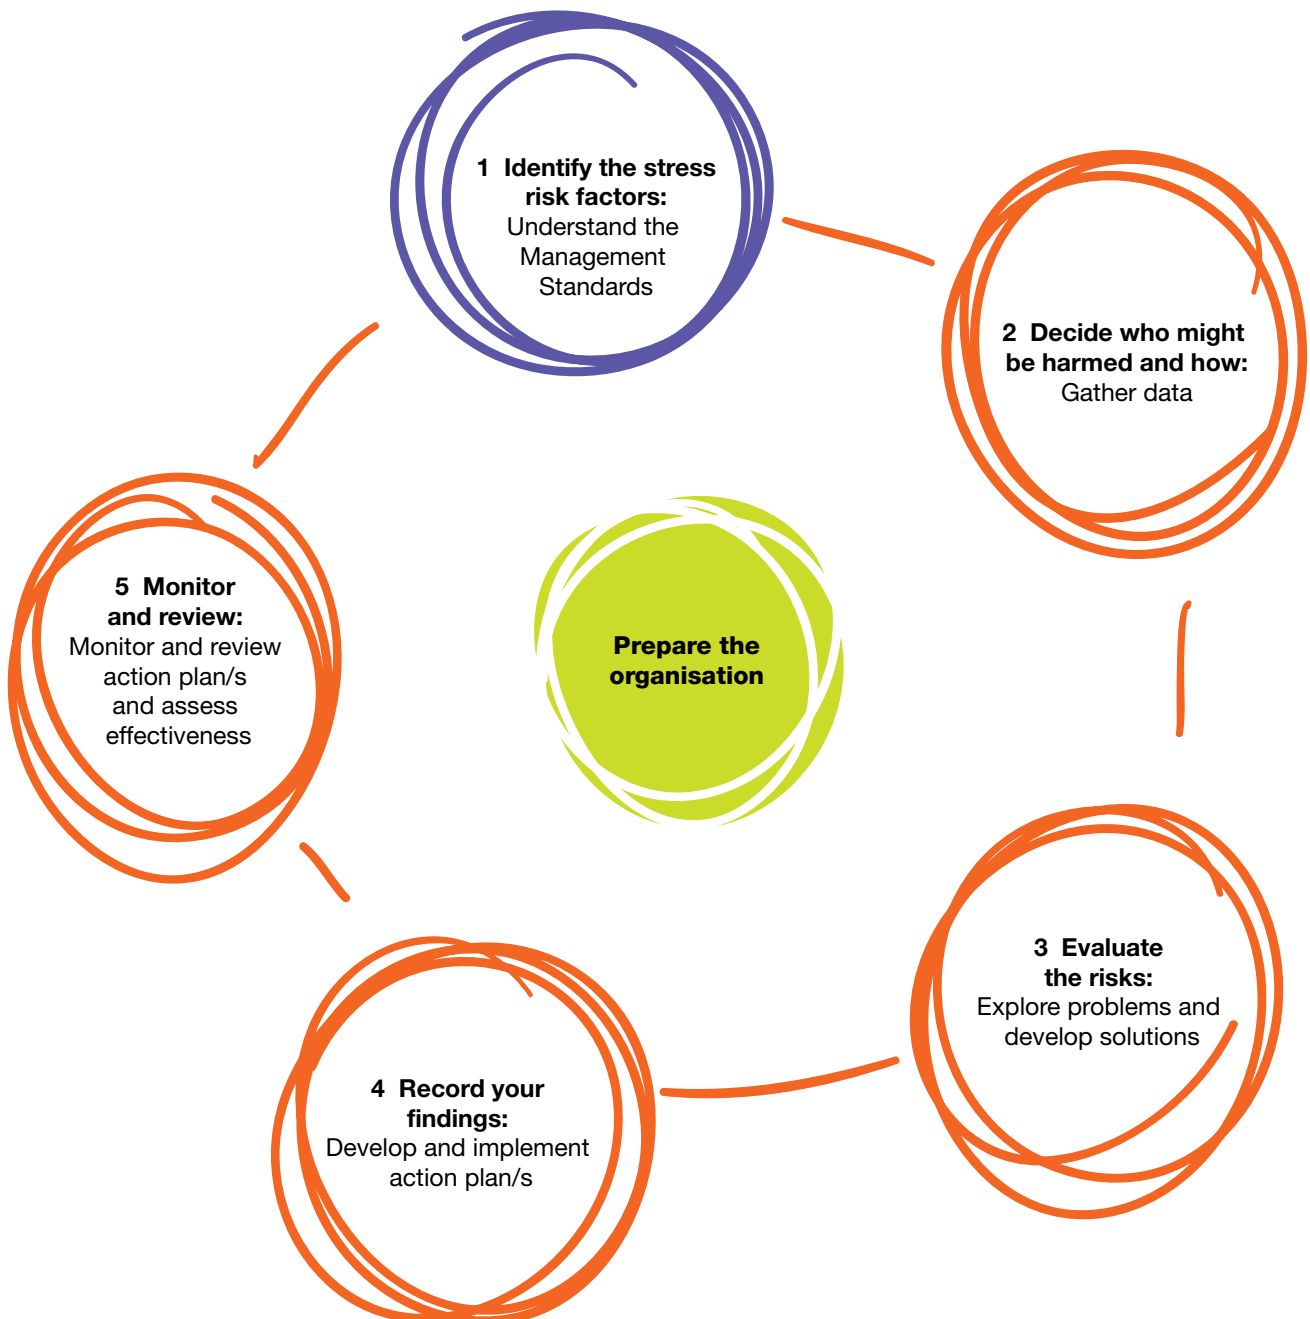 1 Identify the stress
risk factors:
Understand the
Management
Standards
2 Decide who might
be harmed and how:
Gather data
3 Evaluate
the risks:
Explore problems and
develop solutions
4 Record your
findings:
Develop and implement
action plan/s
5 Monitor
and review:
Monitor and review
action plan/s
and assess
effectiveness
Prepare the
organisation